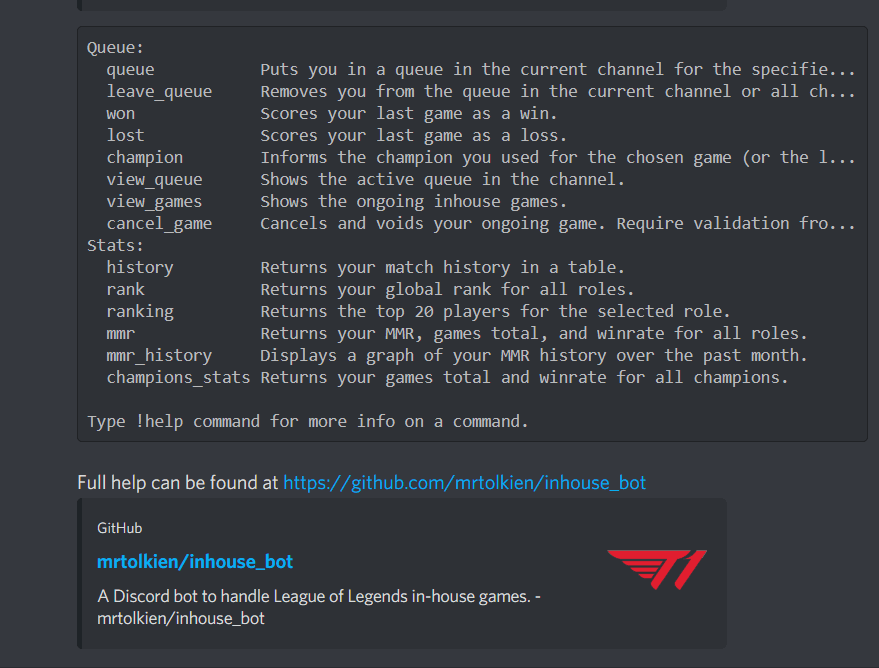 Queue:
queue Puts you in a queue in the current channel for the specifie...
leave_queue Removes you from the queue in the current channel or all ch...
won Scores your last game as a win.
lost Scores your last game as a loss.
champion Informs the champion you used for the chosen game (or the l...
view_queue Shows the active queue in the channel.
view_games Shows the ongoing inhouse games.
cancel_game Cancels and voids your ongoing game. Require validation fro...
Stats:
history Returns your match history in a table.
rank Returns your global rank for all roles.
ranking Returns the top 20 players for the selected role.
mmr Returns your MMR, games total, and winrate for all roles.
mmr_history Displays a graph of your MMR history over the past month.
champions_stats Returns your games total and winrate for all champions.
Type !help command for more info on a command.
Full help can be found at https://github.com/mrtolkien/inhouse_bot
GitHub
mrtolkien/inhouse_bot
T1
A Discord bot to handle League of Legends in-house games. -
mrtolkien/inhouse_bot